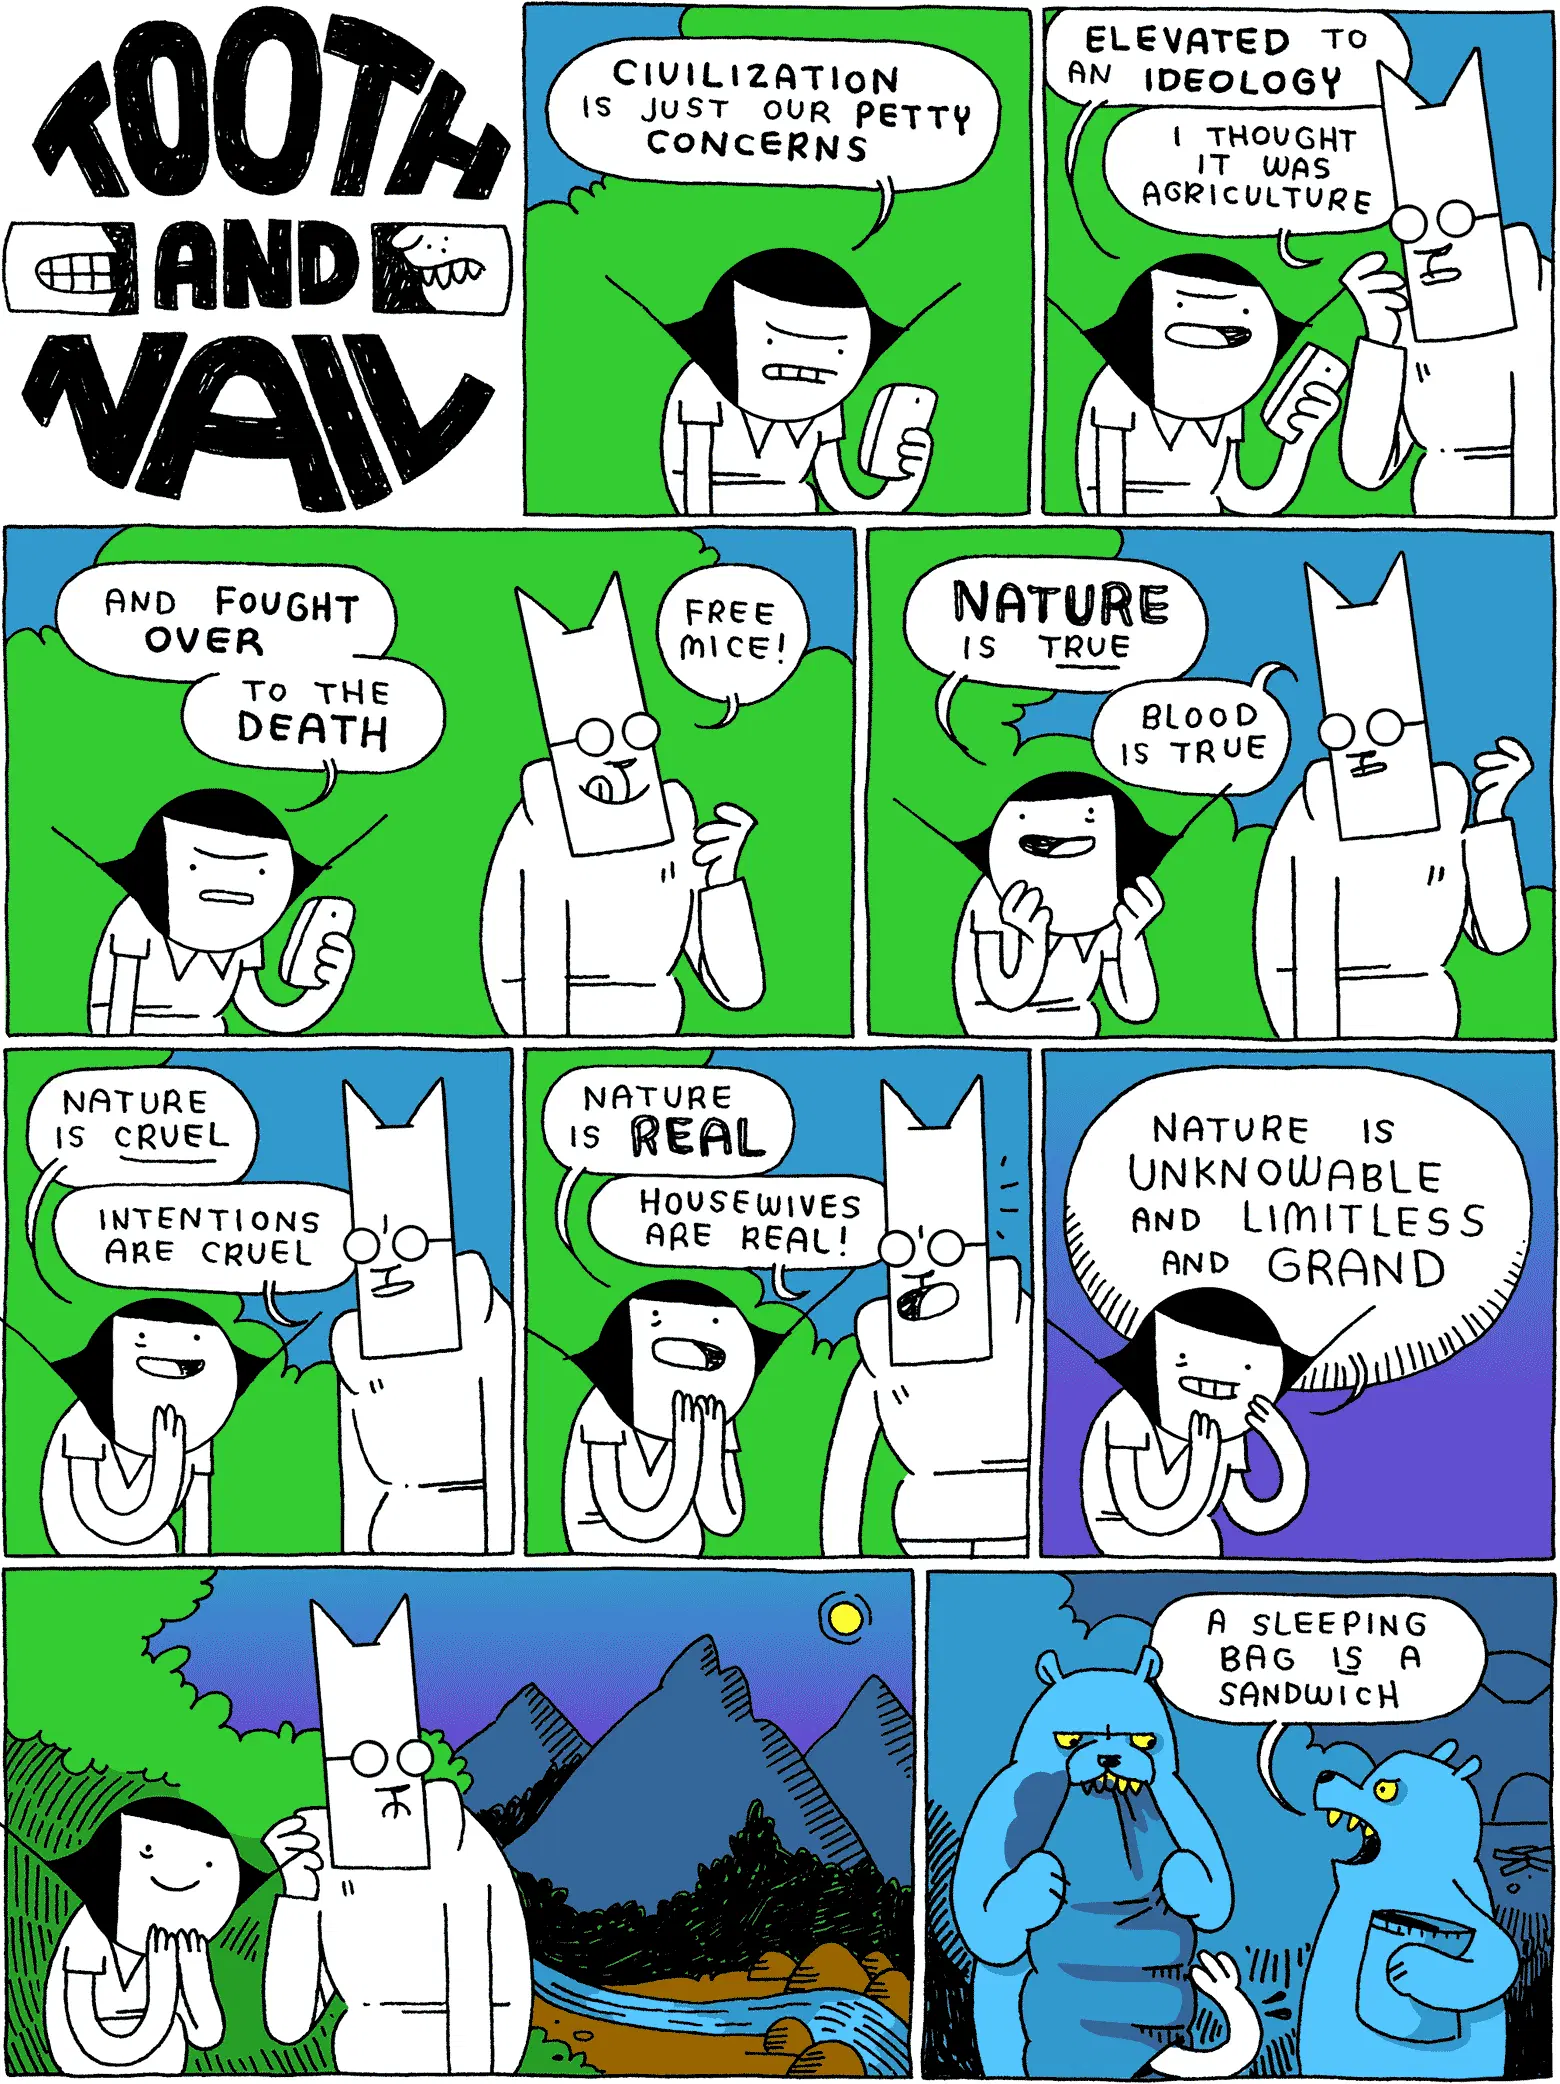 TOOTH
AND
NAIL
CIVILIZATION
IS JUST OUR PETTY
CONCERNS
ELEVATED TO
AN IDEOLOGY
I THOUGHT
IT WAS
AGRICULTURE
AND FOUGHT
OVER
TO THE
DEATH
FREE
MICE!
NATURE
IS TRUE
BLOOD
IS TRUE
NATURE
IS CRUEL
INTENTIONS
ARE CRUEL
NATURE
IS REAL
HOUSEWIVES
ARE REAL!
NATURE IS
UNKNOWABLE
AND LIMITLESS
AND GRAND
A SLEEPING
BAG IS A
SANDWICH